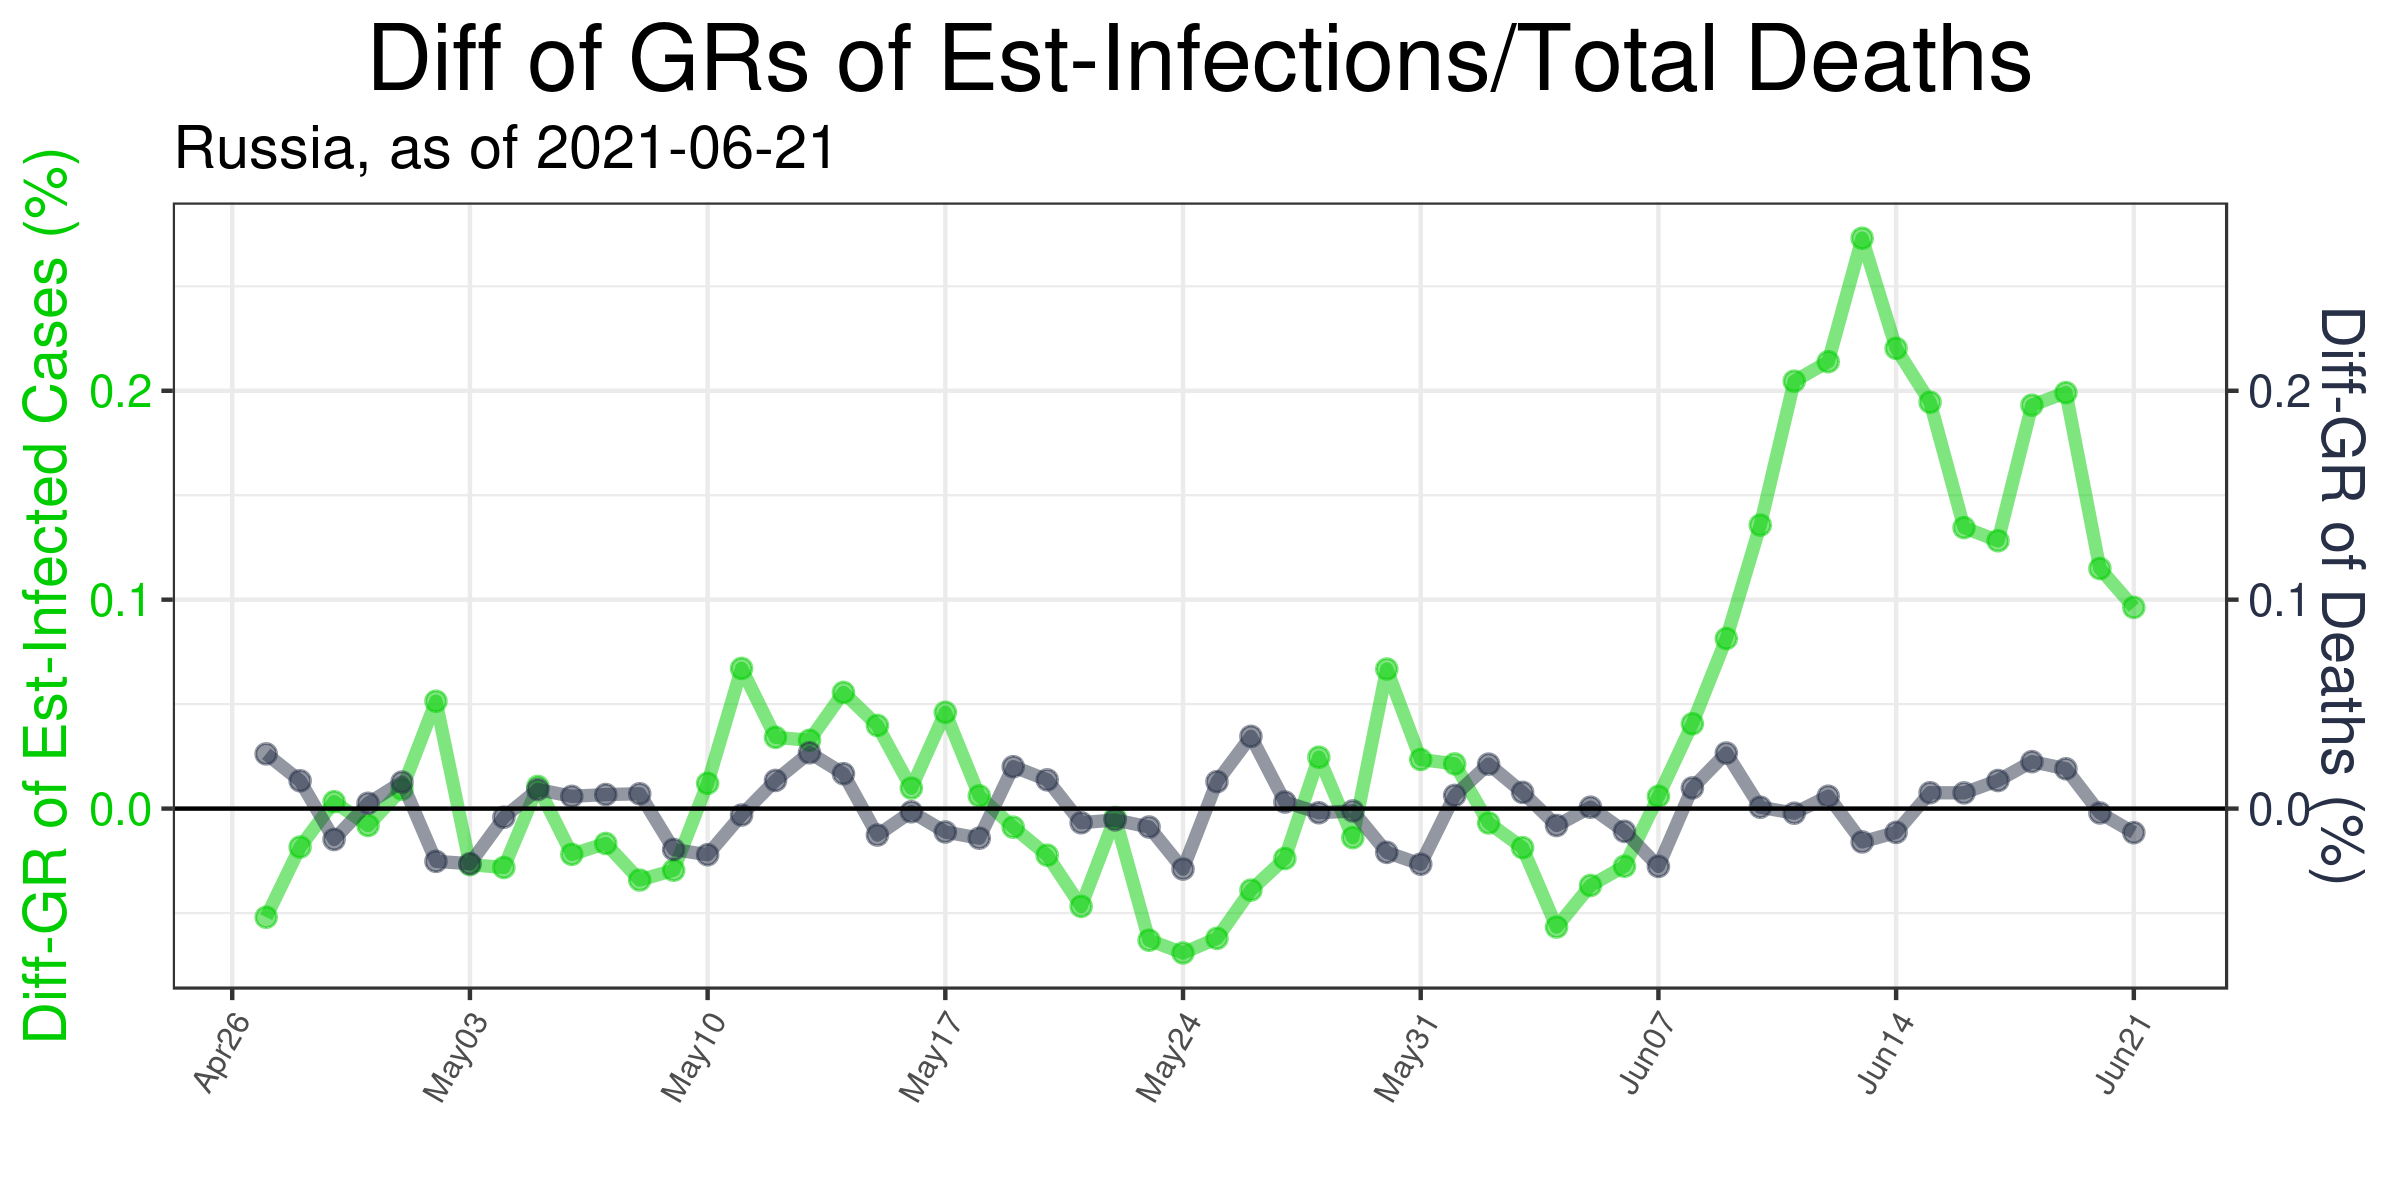 Diff of GRs of Est-Infections/Total Deaths
Russia, as of 2021-06-21
Diff-GR of Est-Infected Cases (%)
0.2
0.1
0.0
0.2
0.1
0.0
Diff-GR of Deaths (%)
Apr26
May03
May10
May17
May24
May31
Jun07
Jun14
Jun21